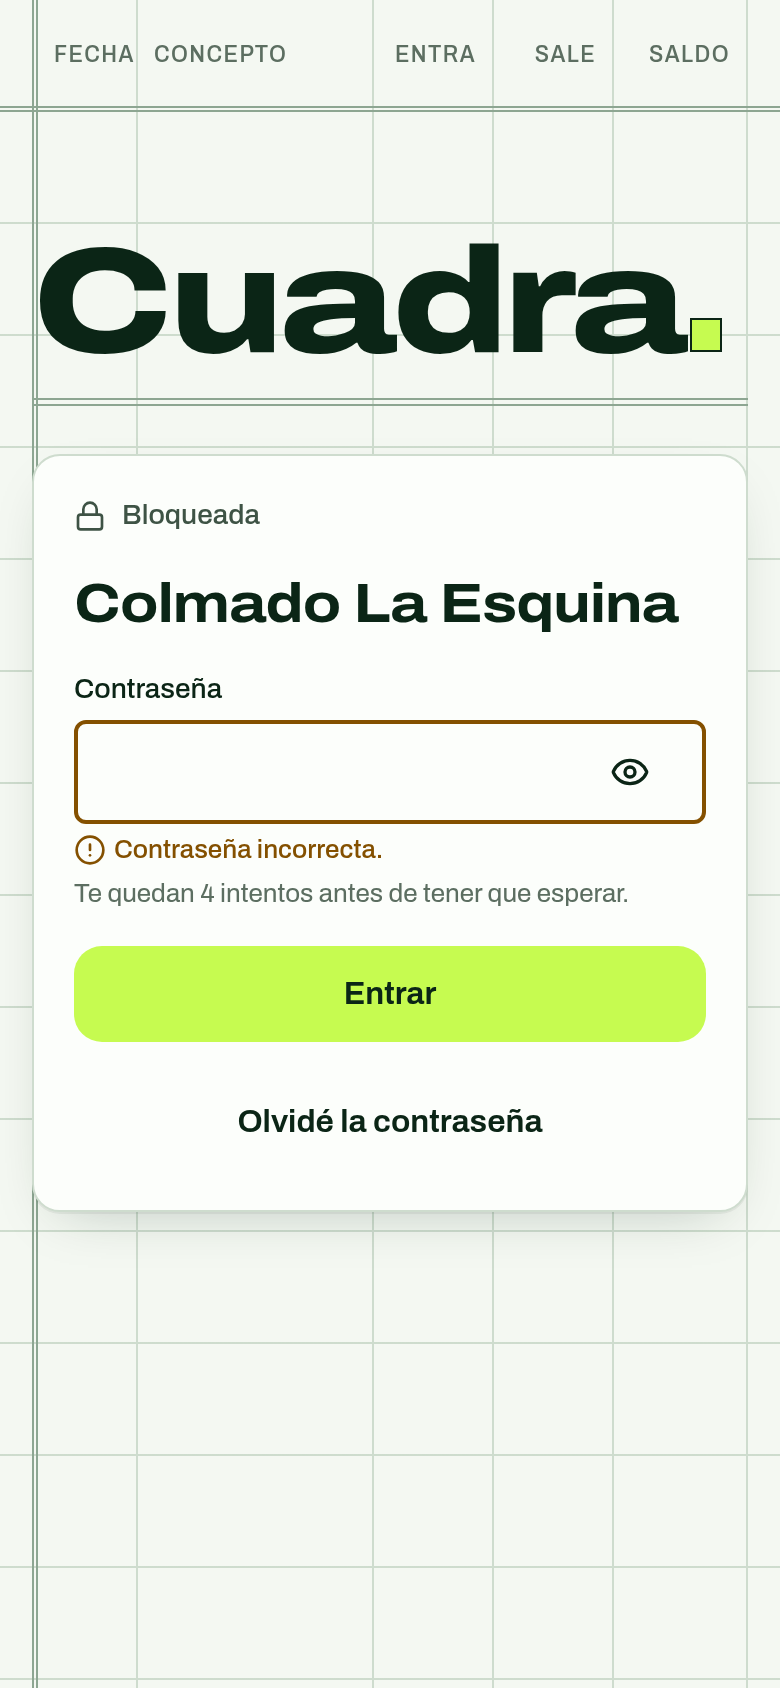 FECHA CONCEPTO ENTRA SALE SALDO
Cuadra.
Bloqueada
Colmado La Esquina
Contraseña
Contraseña incorrecta.
Te quedan 4 intentos antes de tener que esperar.
Entrar
Olvidé la contraseña